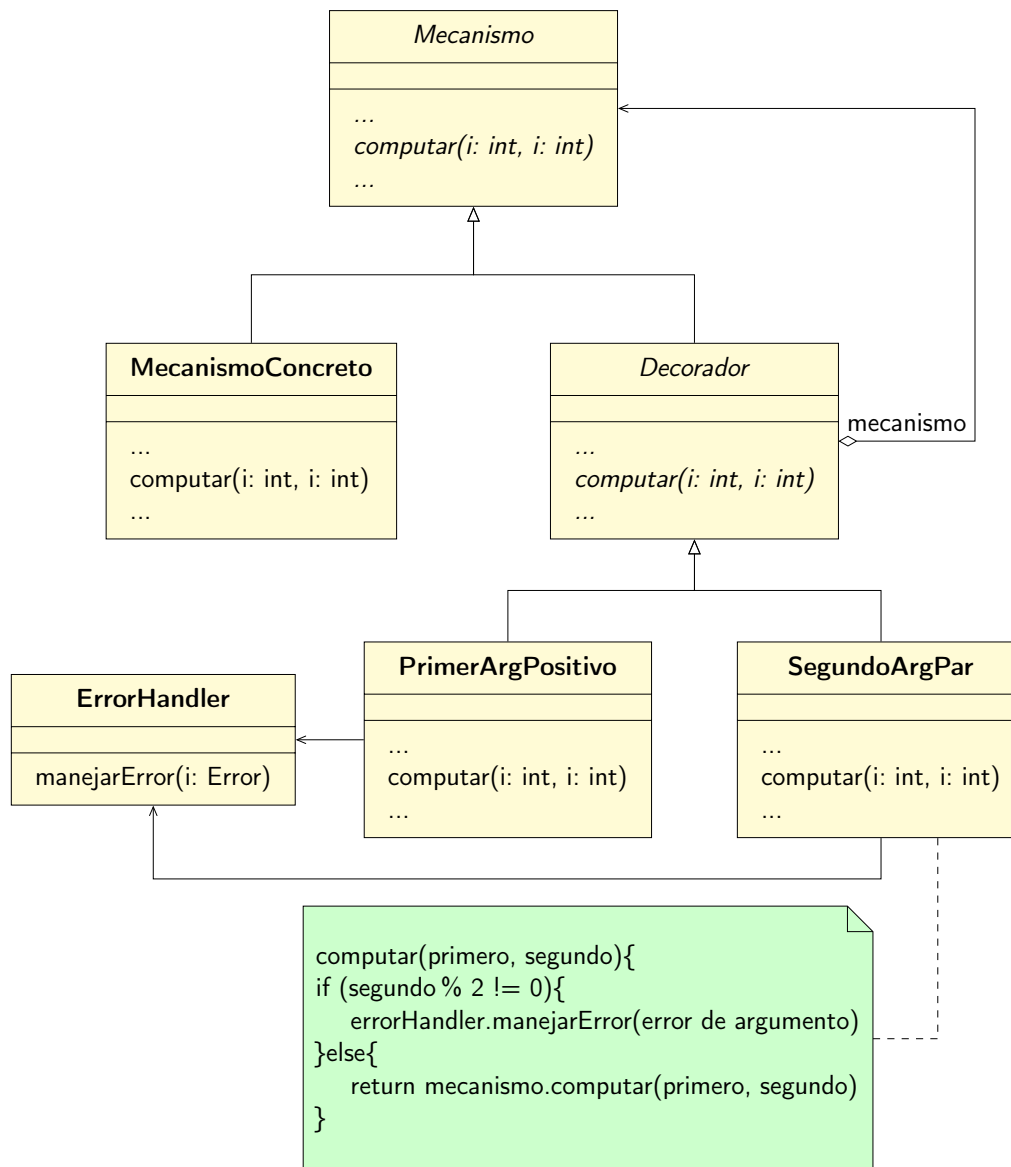 Mecanismo
...
computar(i: int, i: int)
...
MecanismoConcreto
...
computar(i: int, i: int)
...
Decorador
...
computar(i: int, i: int)
...
mecanismo
ErrorHandler
manejarError(i: Error)
PrimerArgPositivo
...
computar(i: int, i: int)
...
SegundoArgPar
...
computar(i: int, i: int)
...
computar(primero, segundo){
if (segundo % 2 != 0){
errorHandler.manejarError(error de argumento)
}else{
return mecanismo.computar(primero, segundo)
}